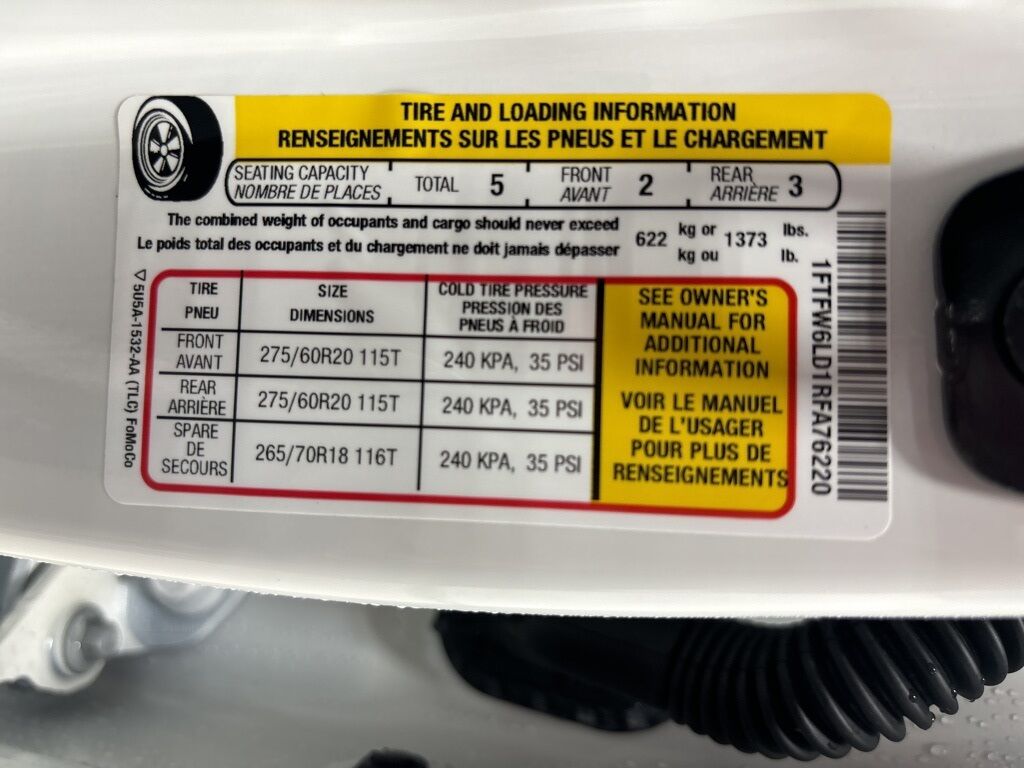 TIRE AND LOADING INFORMATION
RENSEIGNEMENTS SUR LES PNEUS ET LE CHARGEMENT
SEATING CAPACITY
NOMBRE DE PLACES
TOTAL 5
FRONT
AVANT
2
REAR
ARRIÈRE
3
The combined weight of occupants and cargo should never exceed
Le poids total des occupants et du chargement ne doit jamais dépasser
622
kg or
kg ou
1373
lbs.
lb.
TIRE
PNEU
SIZE
DIMENSIONS
COLD TIRE PRESSURE
PRESSION DES
PNEUS À FROID
FRONT
AVANT
275/60R20 115T
240 KPA, 35 PSI
REAR
ARRIÈRE
275/60R20 115T
240 KPA, 35 PSI
SPARE
DE
SECOURS
265/70R18 116T
240 KPA, 35 PSI
SEE OWNER'S
MANUAL FOR
ADDITIONAL
INFORMATION
VOIR LE MANUEL
DE L'USAGER
POUR PLUS DE
RENSEIGNEMENTS
1FTFW6LD1RFA76220
▽5U5A-1532-AA (TLC) FoMoCo